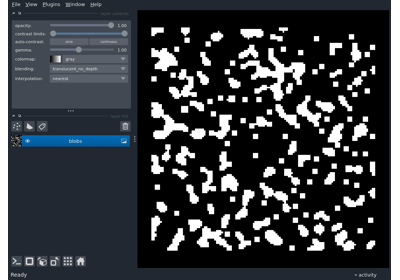 File View Plugins Window Help
opacity: 1.00
contrast limits:
auto-contrast: once continuous
gamma: 1.00
colormap: gray
blending: translucent_no_depth
interpolation: nearest
blobs
Ready activity